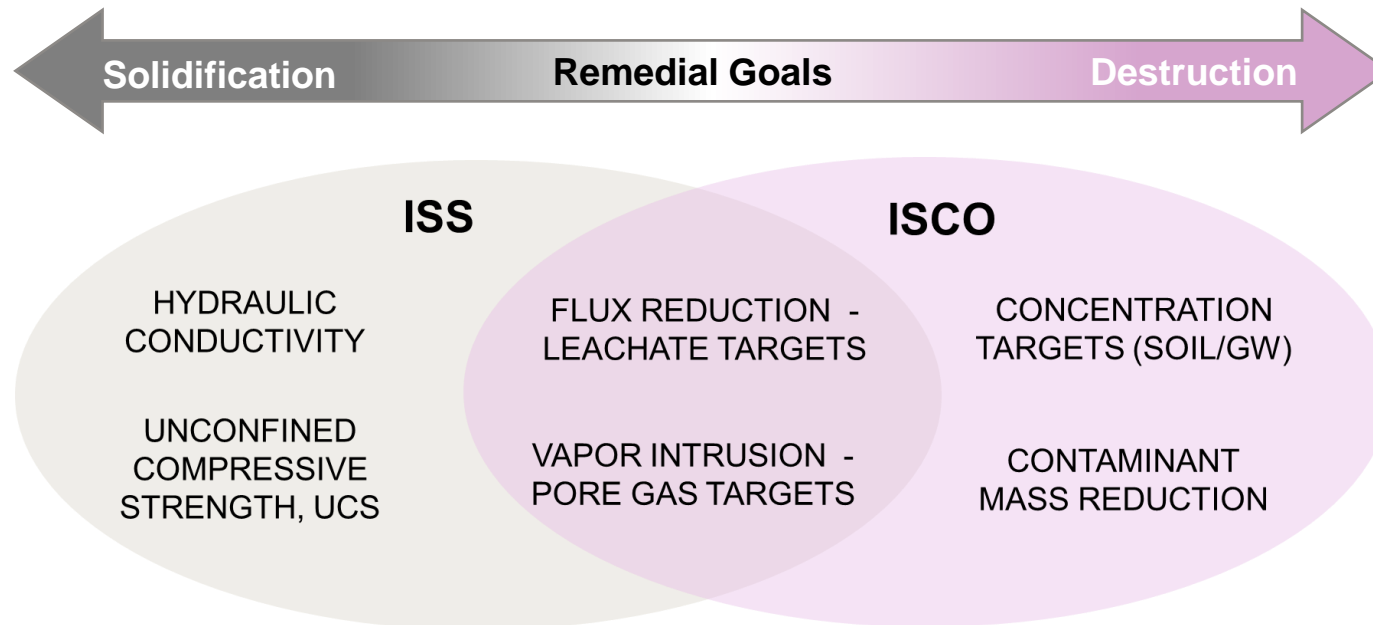 Solidification
Remedial Goals
Destruction
ISS
ISCO
HYDRAULIC
CONDUCTIVITY
FLUX REDUCTION -
LEACHATE TARGETS
CONCENTRATION
TARGETS (SOIL/GW)
UNCONFINED
COMPRESSIVE
STRENGTH, UCS
VAPOR INTRUSION -
PORE GAS TARGETS
CONTAMINANT
MASS REDUCTION